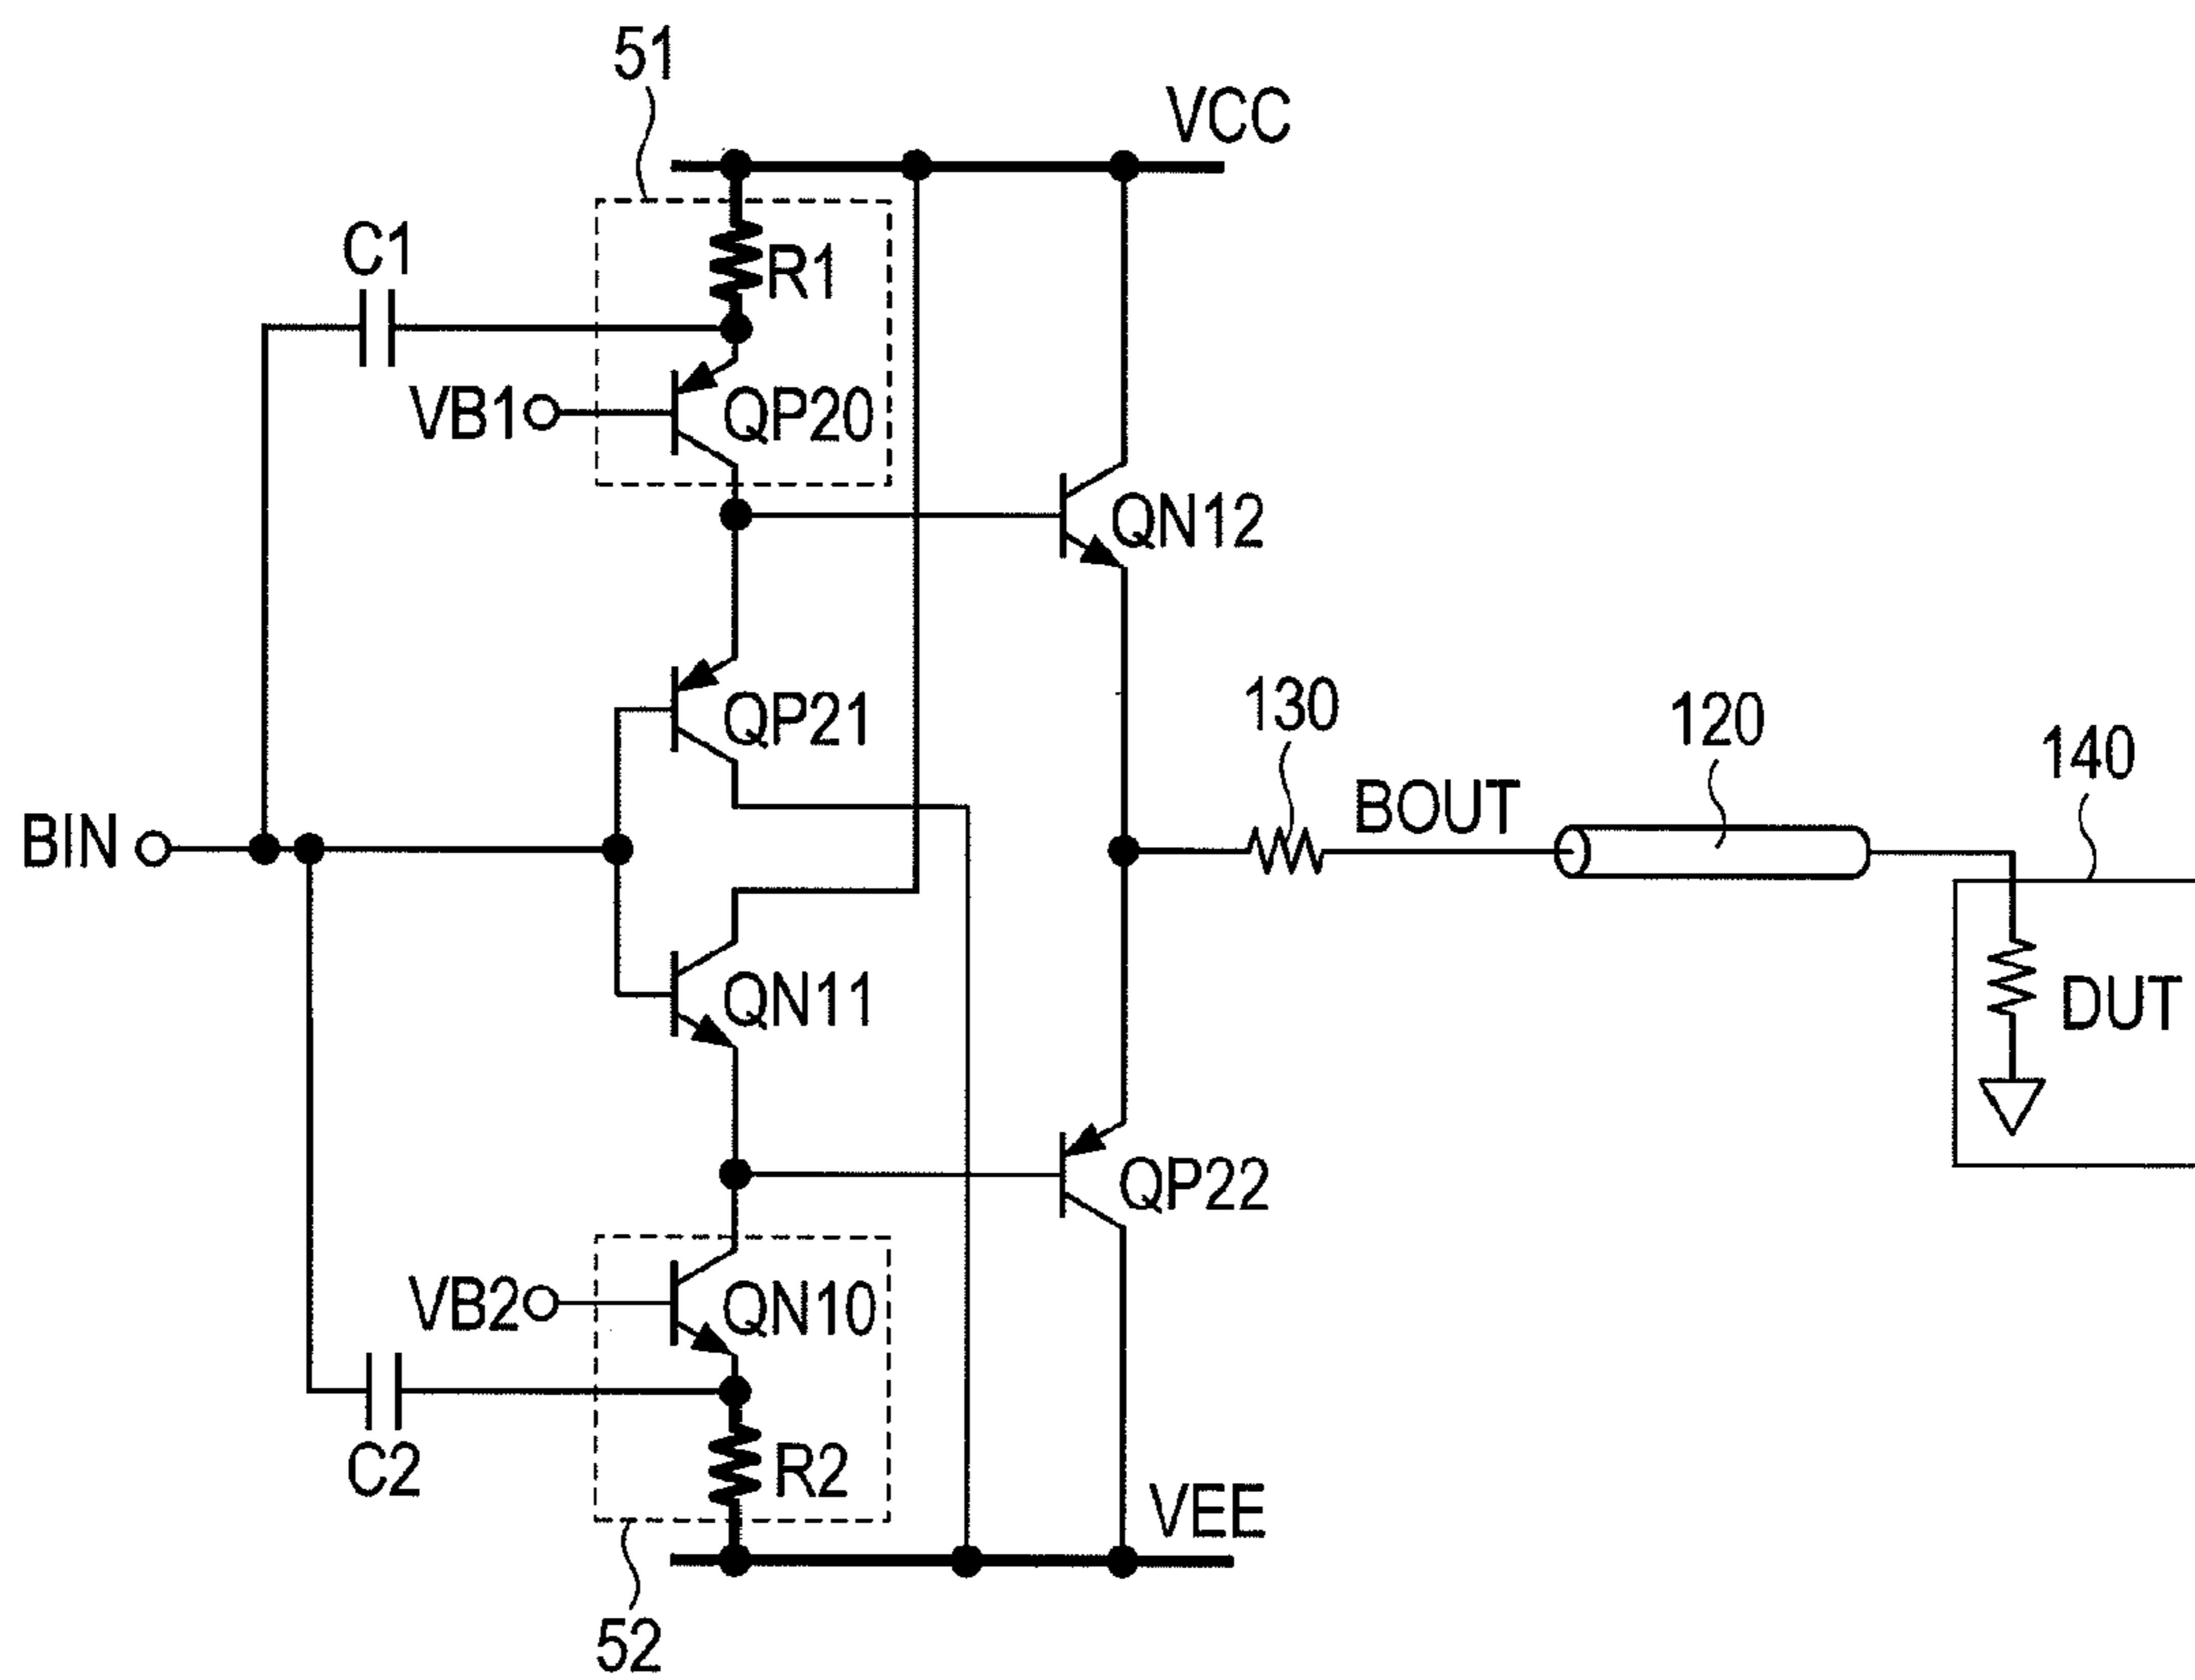 51
VCC
C1
R1
VB1
QP20
QN12
QP21
130
120
140
BIN
BOUT
QN11
DUT
QP22
VB2
QN10
C2
R2
VEE
52